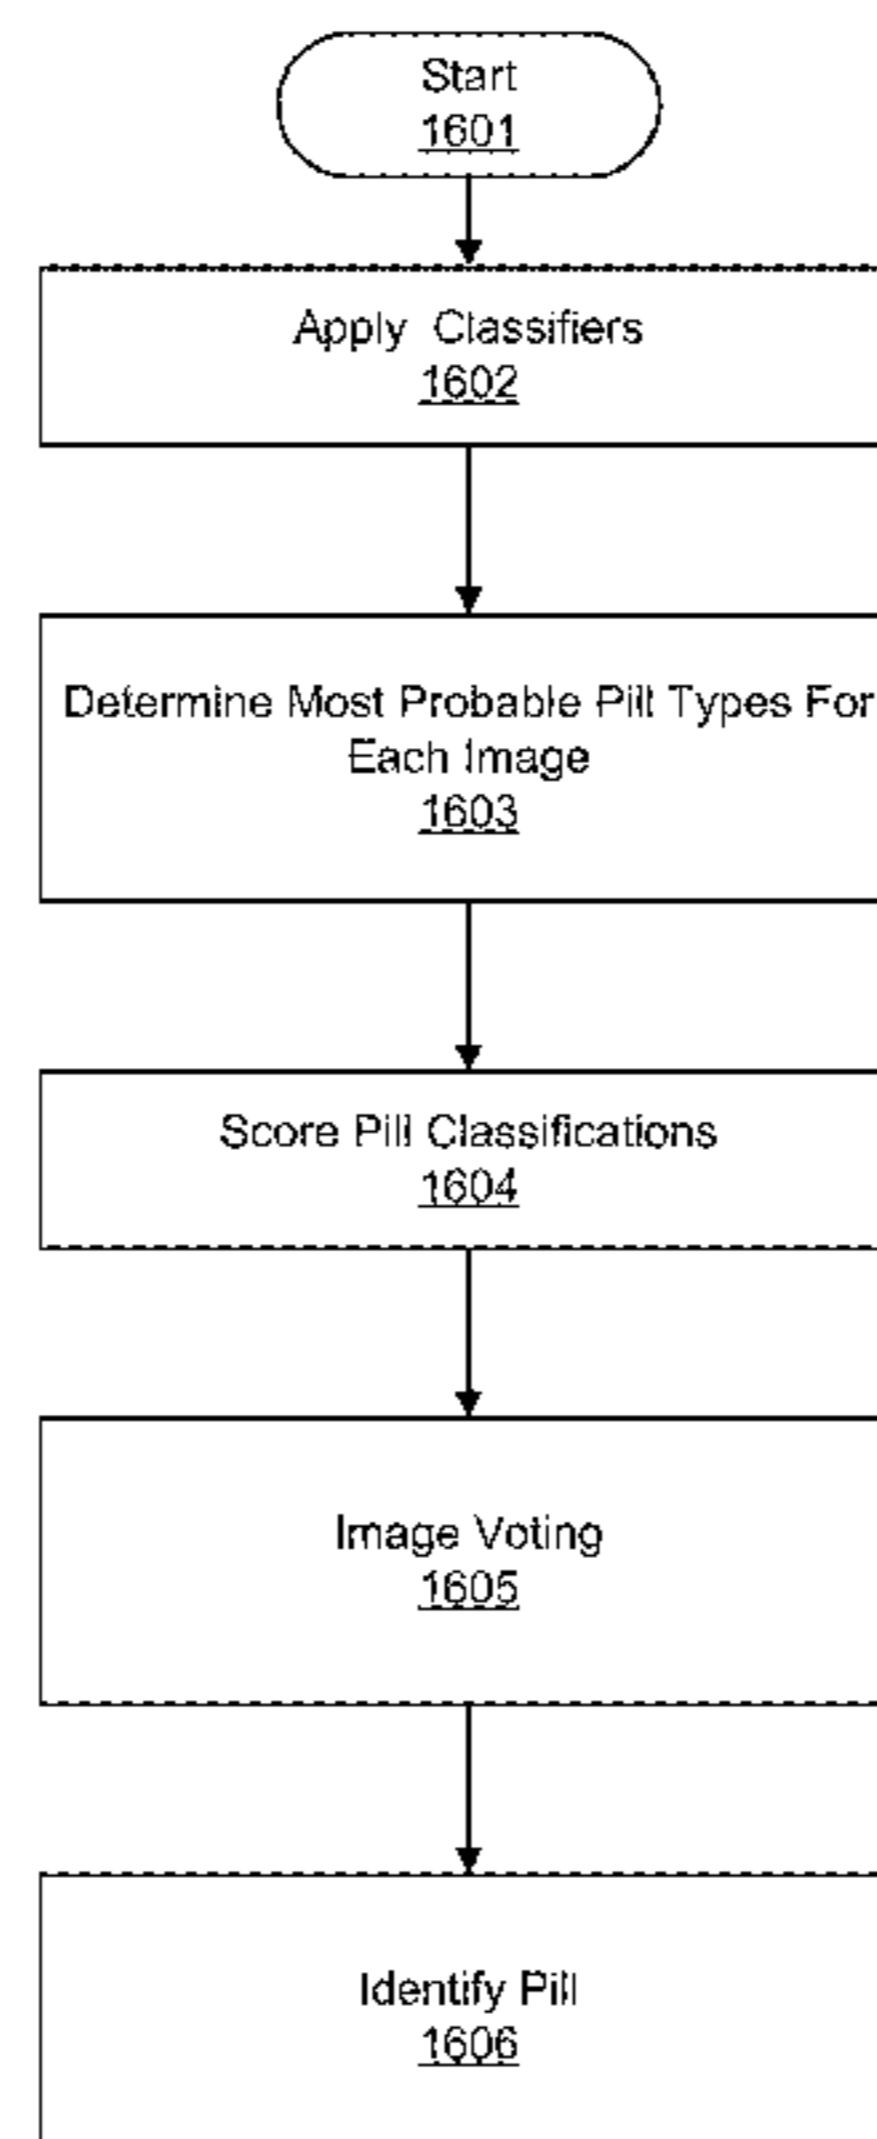 Start
1601
Apply Classifiers
1602
Determine Most Probable Pill Types For
Each Image
1603
Score Pill Classifications
1604
Image Voting
1605
Identify Pill
1606